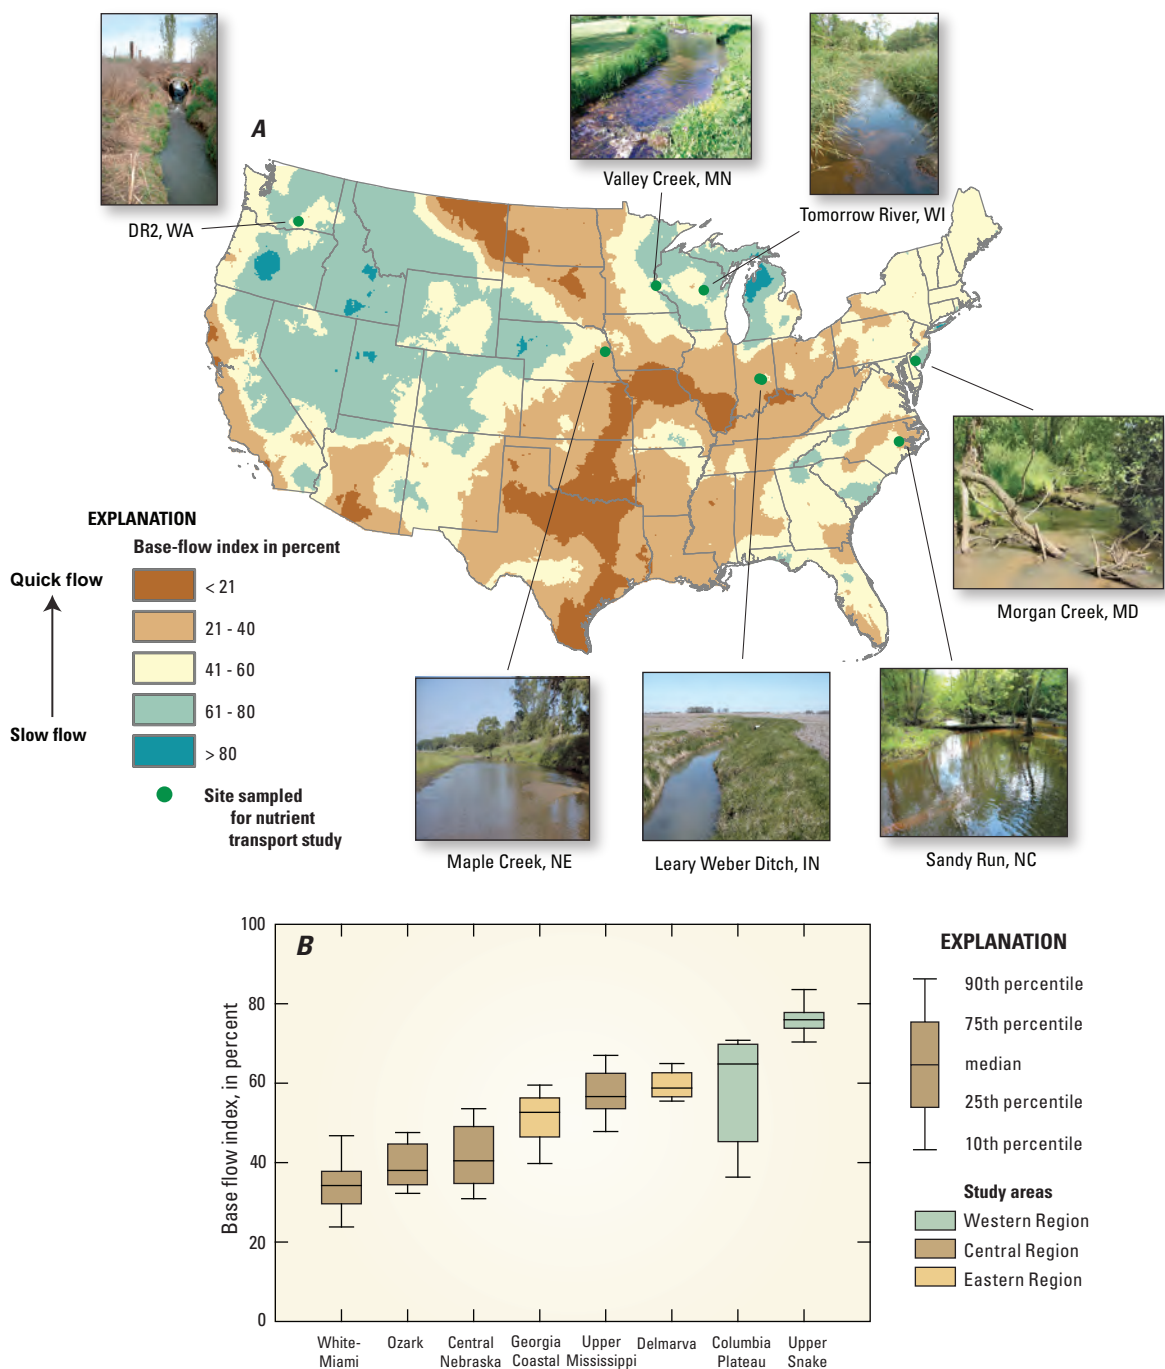 A
DR2, WA
Valley Creek, MN
Tomorrow River, WI
Morgan Creek, MD
EXPLANATION
Base-flow index in percent
Quick flow
< 21
21 - 40
41 - 60
61 - 80
Slow flow
> 80
Site sampled
for nutrient
transport study
Maple Creek, NE
Leary Weber Ditch, IN
Sandy Run, NC
B
Base flow index, in percent
100
80
60
40
20
0
White-
Miami
Ozark
Central
Nebraska
Georgia
Coastal
Upper
Mississippi
Delmarva
Columbia
Plateau
Upper
Snake
EXPLANATION
90th percentile
75th percentile
median
25th percentile
10th percentile
Study areas
Western Region
Central Region
Eastern Region